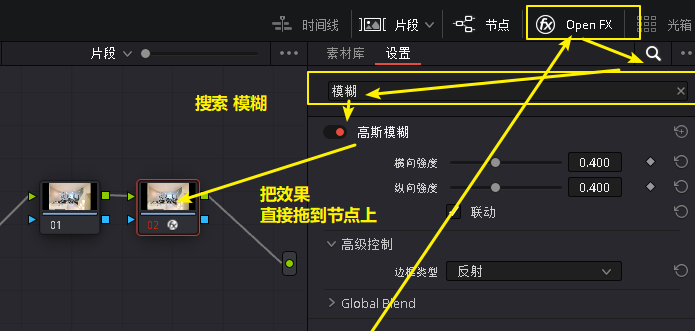 时间线
片段
节点
Open FX
光箱
片段
素材库
设置
搜索 模糊
模糊
高斯模糊
横向强度
0.400
纵向强度
0.400
联动
把效果
直接拖到节点上
01
02
高级控制
边框类型
反射
Global Blend